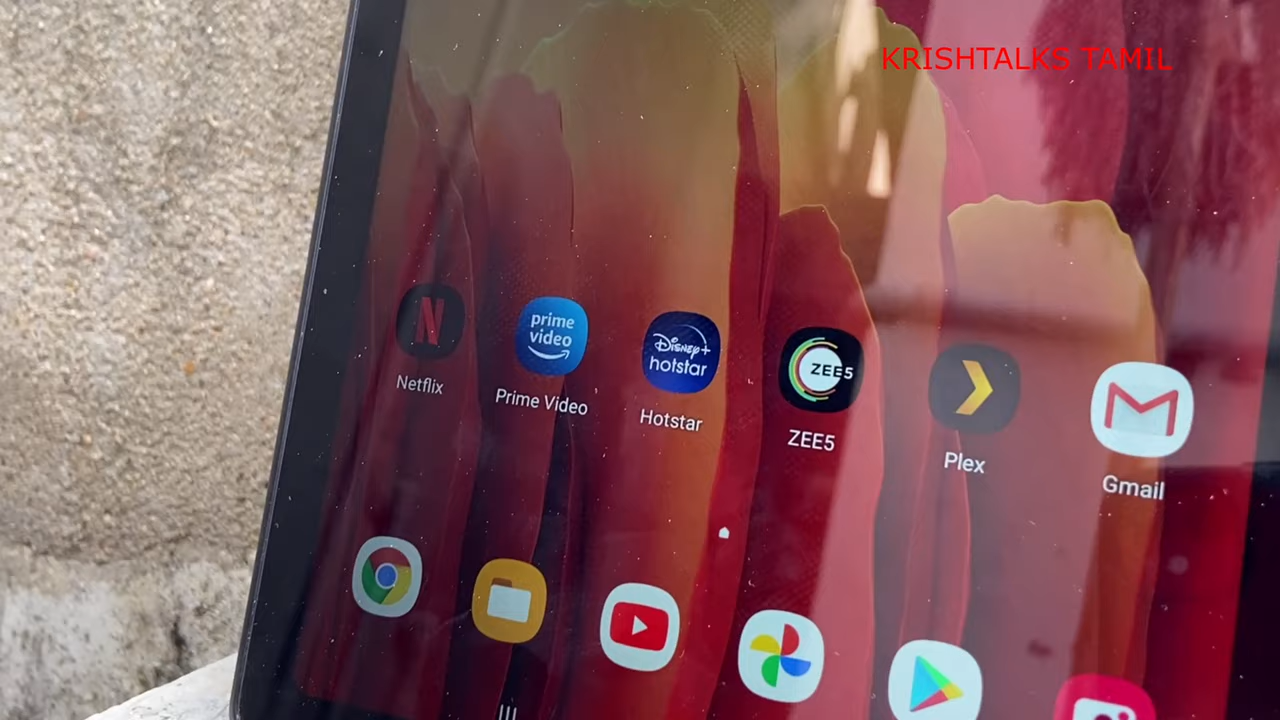 KRISHTALKS TAMIL
N
prime
video
Disney+
hotstar
ZEE5
Netflix
Prime Video
Hotstar
ZEE5
Plex
Gmail